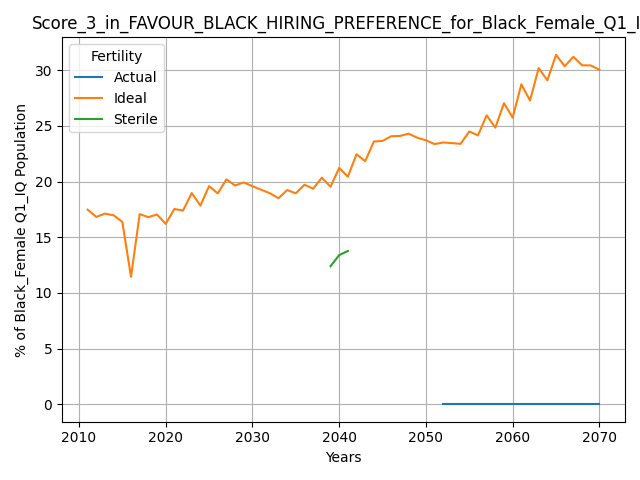 Score_3_in_FAVOUR_BLACK_HIRING_PREFERENCE_for_Black_Female_Q1_I
Fertility
Actual
Ideal
Sterile
% of Black_Female Q1_IQ Population
30
25
20
15
10
5
0
2010 2020 2030 2040 2050 2060 2070
Years